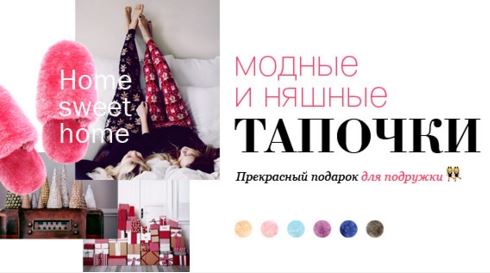 Home
sweet
home
модные
и няшные
ТАПОЧКИ
Прекрасный подарок для подружки 👯